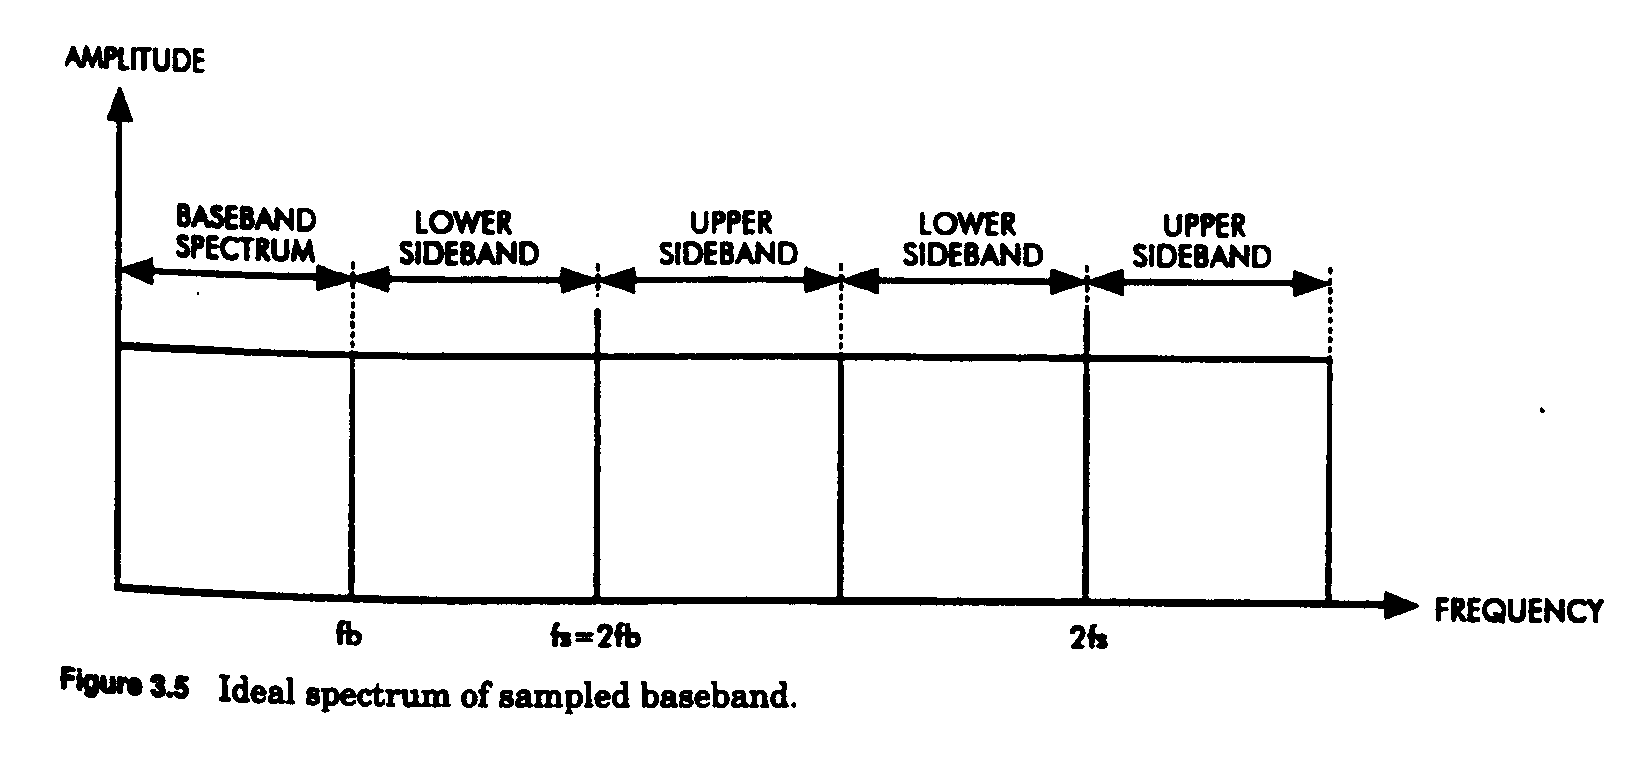 AMPLITUDE
BASEBAND
SPECTRUM
LOWER
SIDEBAND
UPPER
SIDEBAND
LOWER
SIDEBAND
UPPER
SIDEBAND
fb
fs=2fb
2fs
FREQUENCY
Figure 3.5 Ideal spectrum of sampled baseband.